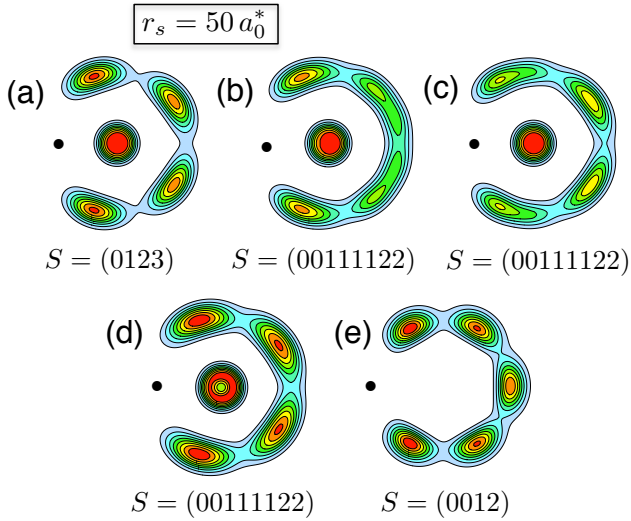 r_s = 50 a_0^*
(a)
(b)
(c)
S = (0123)
S = (00111122)
S = (00111122)
(d)
(e)
S = (00111122)
S = (0012)